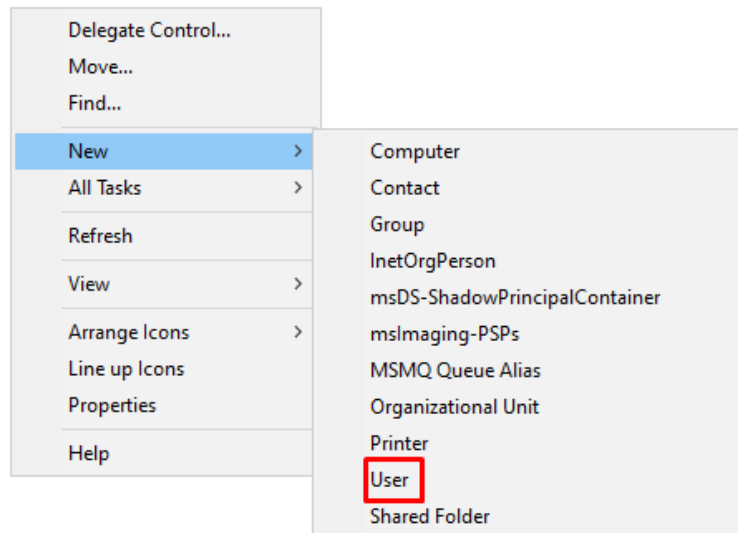 Delegate Control...
Move...
Find...
New
All Tasks
Refresh
View
Arrange Icons
Line up Icons
Properties
Help
Computer
Contact
Group
InetOrgPerson
msDS-ShadowPrincipalContainer
msImaging-PSPs
MSMQ Queue Alias
Organizational Unit
Printer
User
Shared Folder